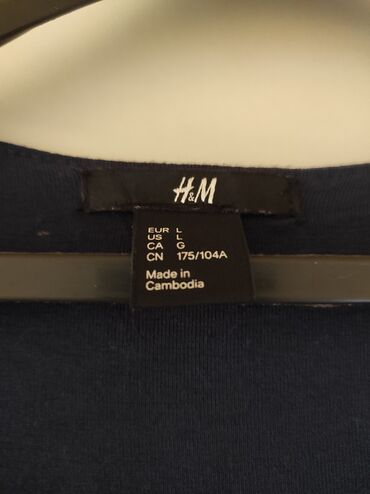 H&M
EUR L
US L
CA G
CN 175/104A
Made in
Cambodia